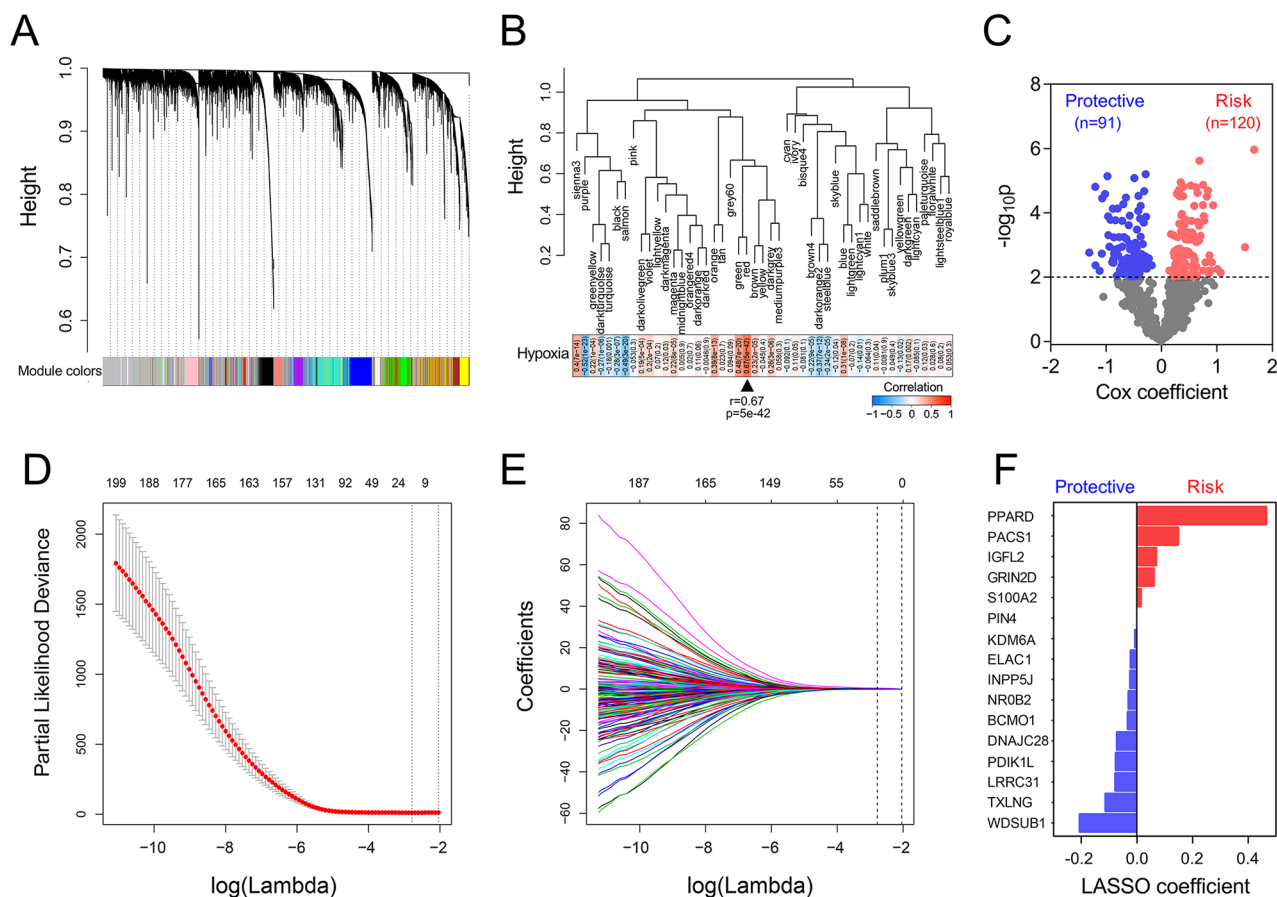 A
Height
1.0
0.9
0.8
0.7
0.6
Module colors
B
Height
1.0
0.8
0.6
0.4
0.2
sienna3
purple
greenyellow
darkturquoise
turquoise
black
salmon
pink
darkolivegreen
violet
lightyellow
darkmagenta
magenta
midnightblue
orangered4
darkorange
darkred
orange
tan
grey60
green
red
brown
yellow
darkgrey
mediumpurple3
cyan
ivory
bisque4
brown4
darkorange2
steelblue
skyblue
blue
lightgreen
lightcyan1
white
saddlebrown
plum1
skyblue3
yellowgreen
darkgreen
lightcyan
paleturquoise
floralwhite
lightsteelblue1
royalblue
Hypoxia
r=0.67
p=5e-42
Correlation
−1 −0.5 0 0.5 1
C
Protective
(n=91)
Risk
(n=120)
-log10p
8
6
4
2
0
-2 -1 0 1 2
Cox coefficient
D
199 188 177 165 163 157 131 92 49 24 9
Partial Likelihood Deviance
2000
1500
1000
500
0
−10 −8 −6 −4 −2
log(Lambda)
E
187 165 149 55 0
Coefficients
80
60
40
20
0
−20
−40
−60
−10 −8 −6 −4 −2
log(Lambda)
F
Protective Risk
PPARD
PACS1
IGFL2
GRIN2D
S100A2
PIN4
KDM6A
ELAC1
INPP5J
NR0B2
BCMO1
DNAJC28
PDIK1L
LRRC31
TXLNG
WDSUB1
-0.2 0.0 0.2 0.4
LASSO coefficient